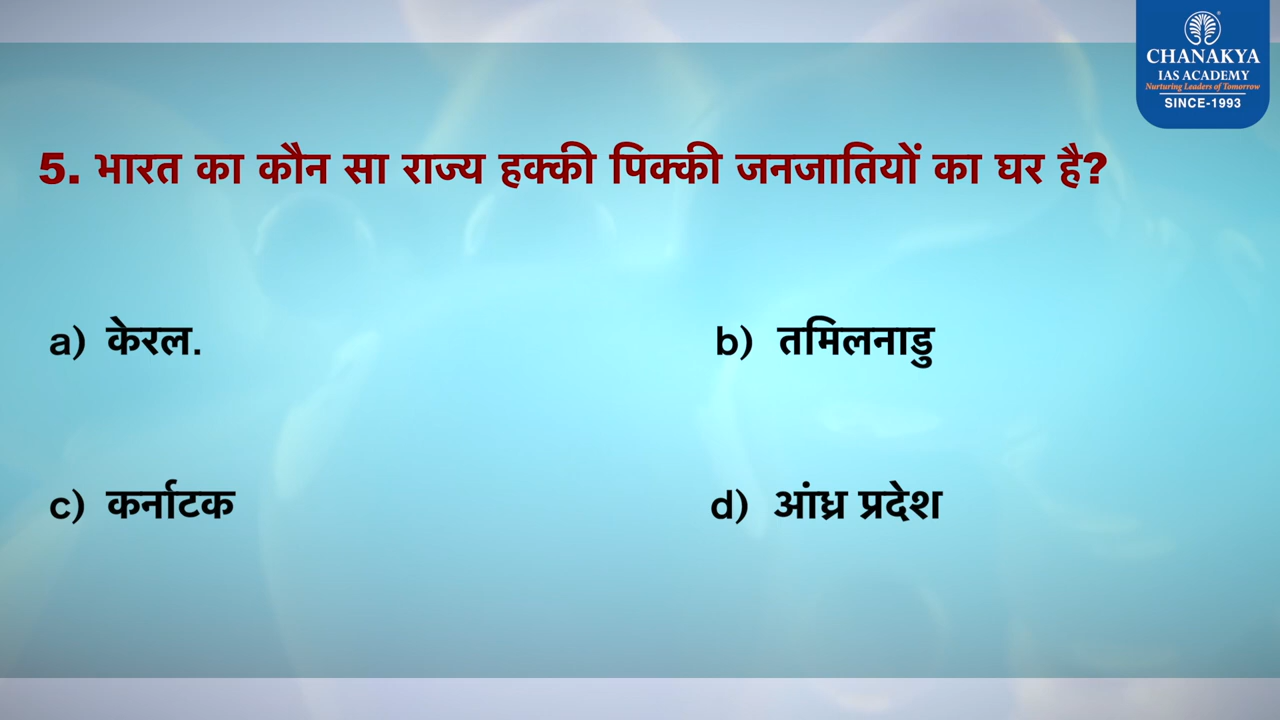 CHANAKYA
IAS ACADEMY
Nurturing Leaders of Tomorrow
SINCE-1993
5. भारत का कौन सा राज्य हक्की पिक्की जनजातियों का घर है?
a) केरल.
b) तमिलनाडु
c) कर्नाटक
d) आंध्र प्रदेश